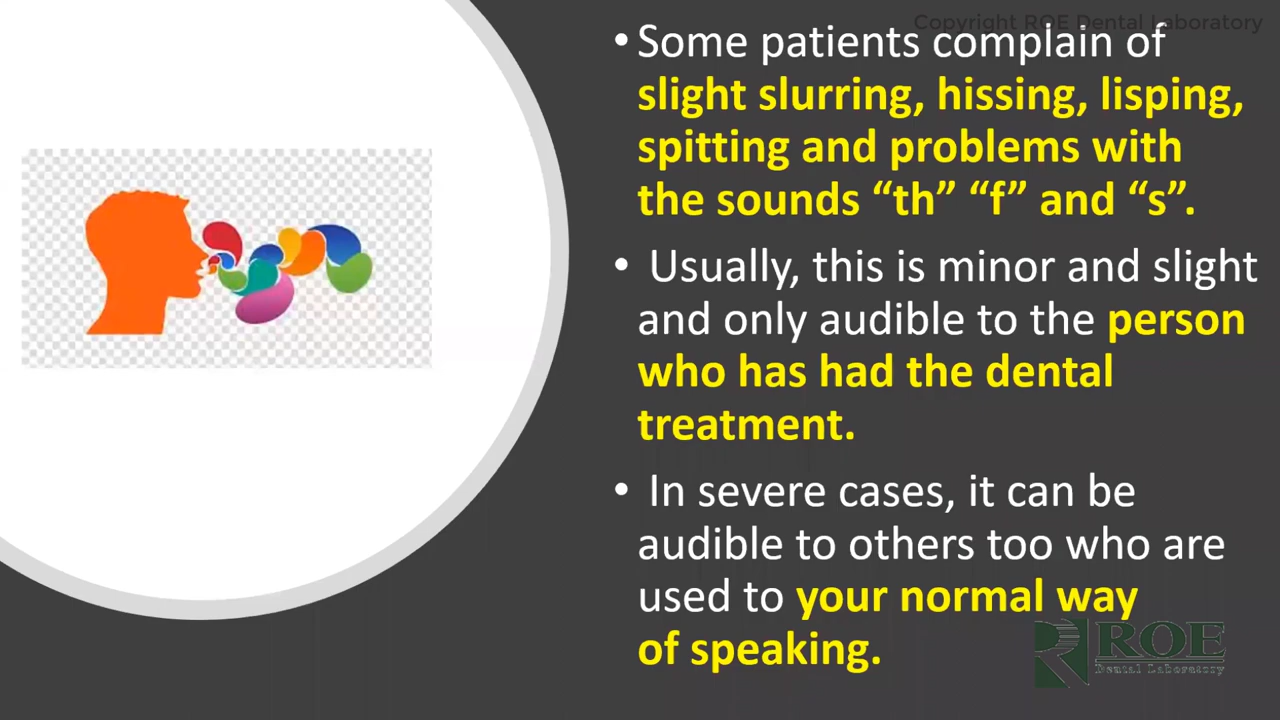 Copyright ROE Dental Laboratory
• Some patients complain of
slight slurring, hissing, lisping,
spitting and problems with
the sounds “th” “f” and “s”.
• Usually, this is minor and slight
and only audible to the person
who has had the dental
treatment.
• In severe cases, it can be
audible to others too who are
used to your normal way
of speaking.
R ROE
Dental Laboratory